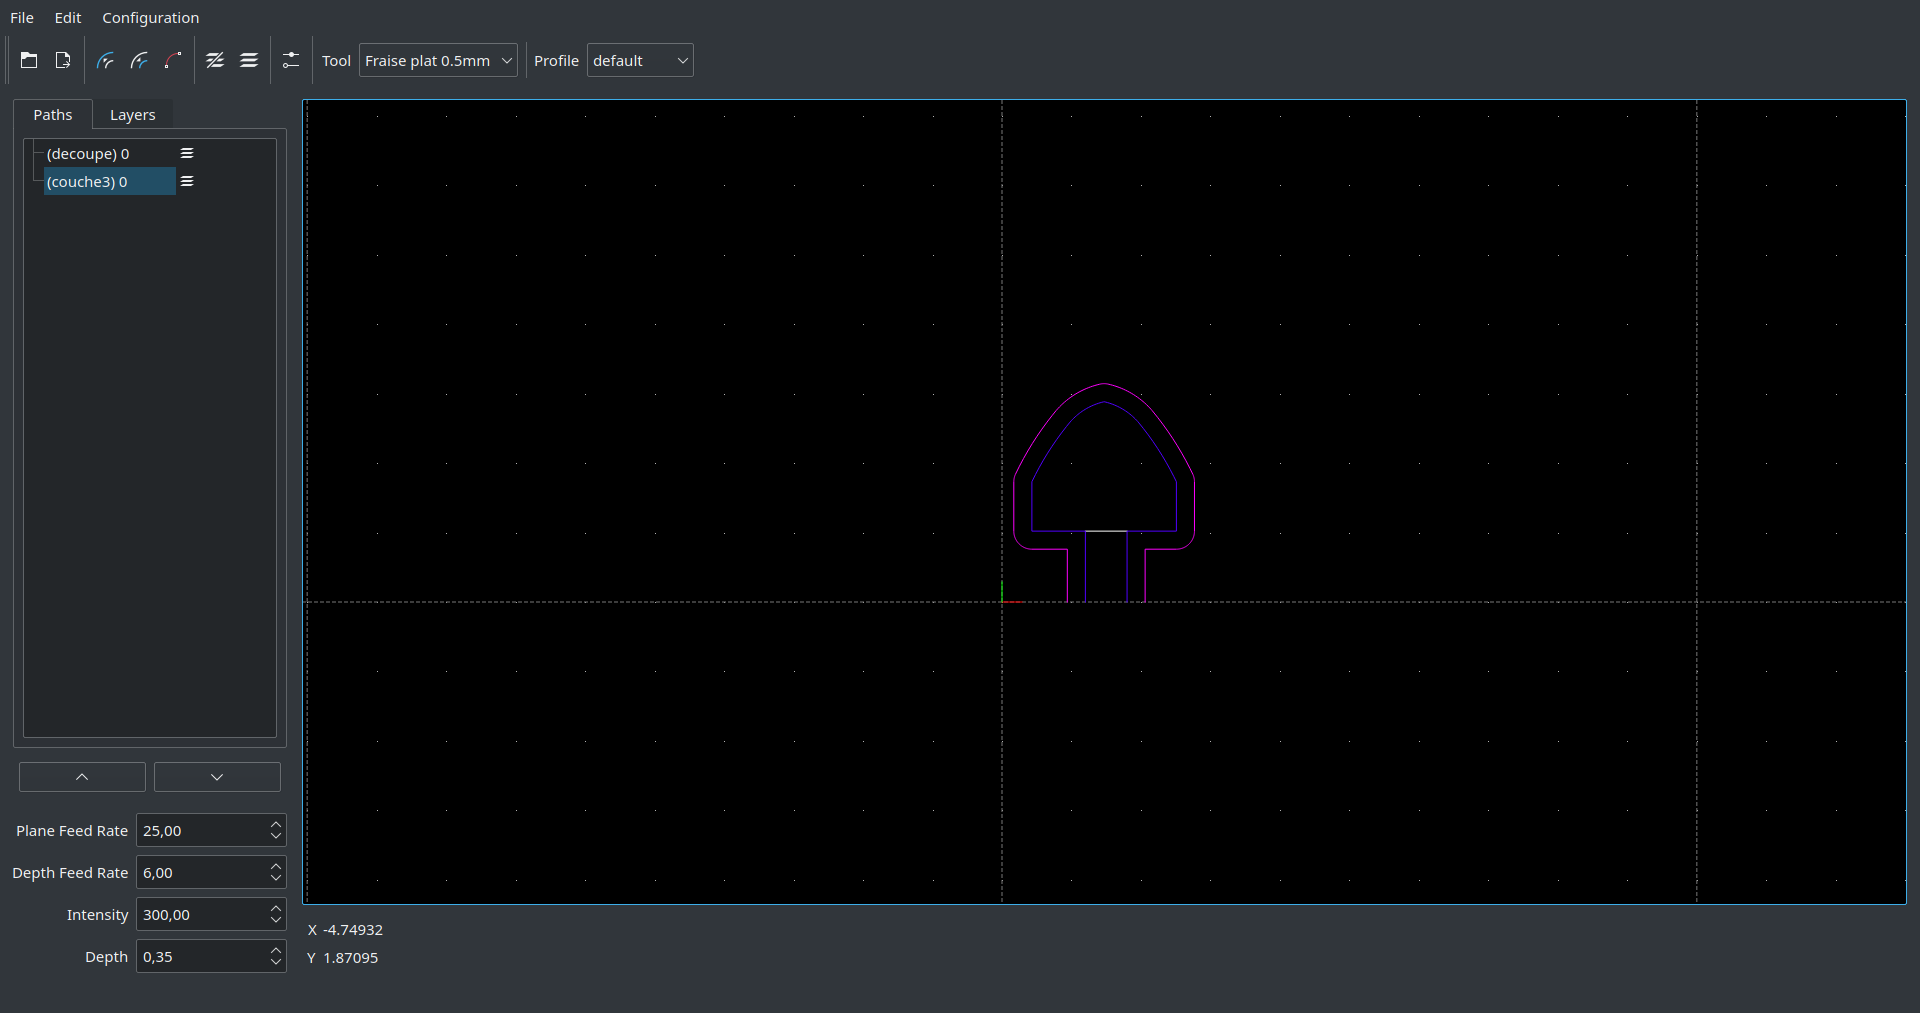 File Edit Configuration
Tool Fraise plat 0.5mm Profile default
Paths Layers
(decoupe) 0
(couche3) 0
Plane Feed Rate 25,00
Depth Feed Rate 6,00
Intensity 300,00
Depth 0,35
X -4.74932
Y 1.87095